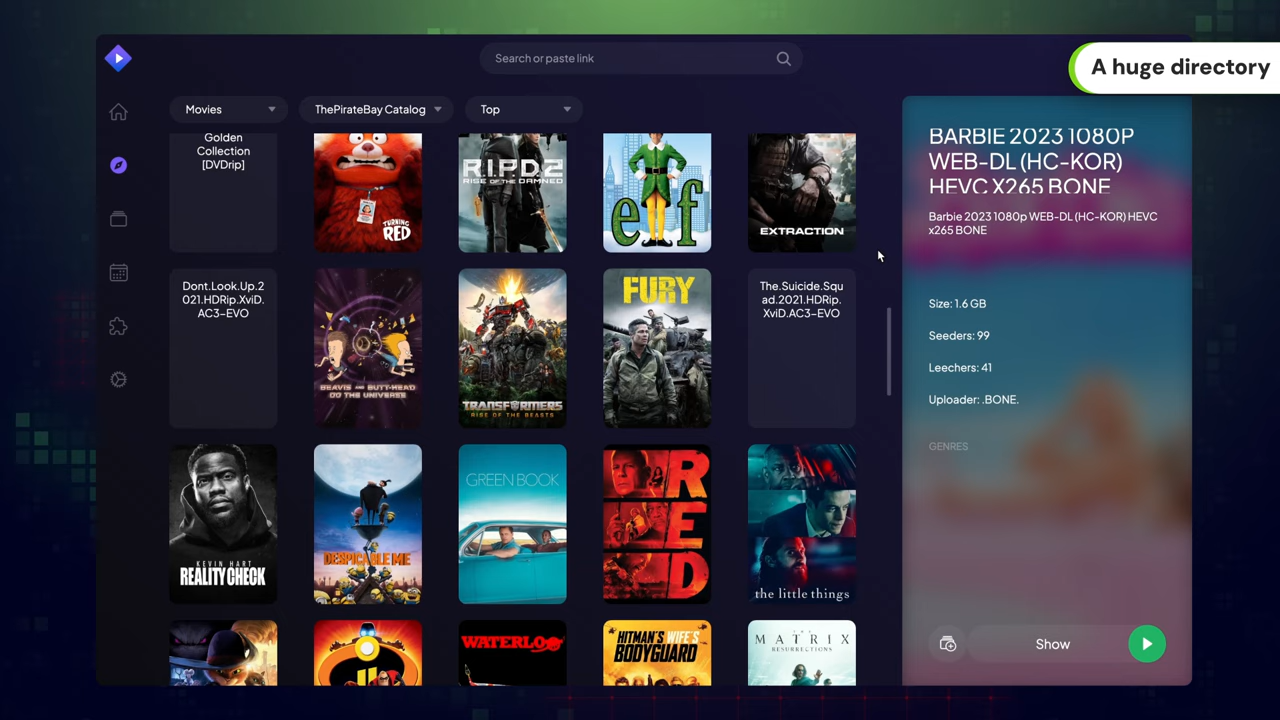 Search or paste link
A huge directory
Movies
ThePirateBay Catalog
Top
Golden
Collection
[DVDrip]
TURNING
RED
R.I.P.D.2
RISE OF THE DAMNED
elf
EXTRACTION
BARBIE 2023 1080P
WEB-DL (HC-KOR)
HEVC X265 BONE
Barbie 2023 1080p WEB-DL (HC-KOR) HEVC
x265 BONE
Size: 1.6 GB
Seeders: 99
Leechers: 41
Uploader: .BONE.
GENRES
Dont.Look.Up.2
021.HDRip.XviD.
AC3-EVO
BEAVIS AND BUTT-HEAD
DO THE UNIVERSE
TRANSFORMERS
RISE OF THE BEASTS
FURY
The.Suicide.Squ
ad.2021.HDRip.
XviD.AC3-EVO
KEVIN HART
REALITY CHECK
DESPICABLE ME
GREEN BOOK
RED
the little things
WATERLOO
HITMAN'S WIFE'S
BODYGUARD
THE
MATRIX
RESURRECTIONS
Show